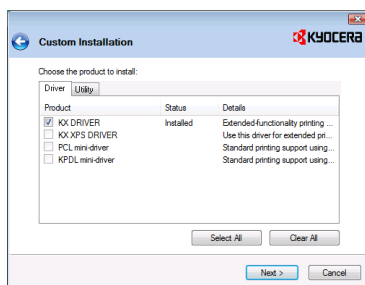 Custom Installation
KYOCERA
Choose the product to install:
Driver Utility
Product Status Details
KX DRIVER Installed Extended-functionality printing ...
KX XPS DRIVER Use this driver for extended pri...
PCL mini-driver Standard printing support using...
KPDL mini-driver Standard printing support using...
Select All Clear All
Next > Cancel